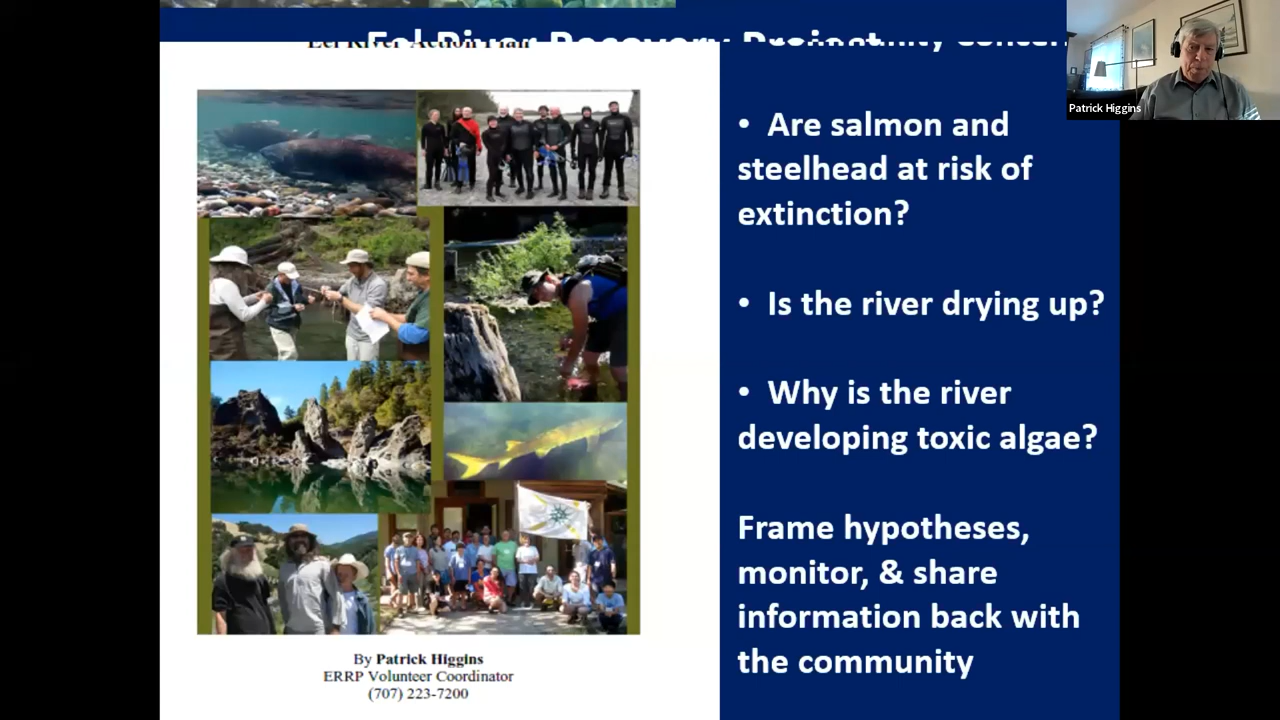 Eel River Recovery Project
Eel River Action Plan
Patrick Higgins
• Are salmon and
steelhead at risk of
extinction?
• Is the river drying up?
• Why is the river
developing toxic algae?
Frame hypotheses,
monitor, & share
information back with
the community
By Patrick Higgins
ERRP Volunteer Coordinator
(707) 223-7200